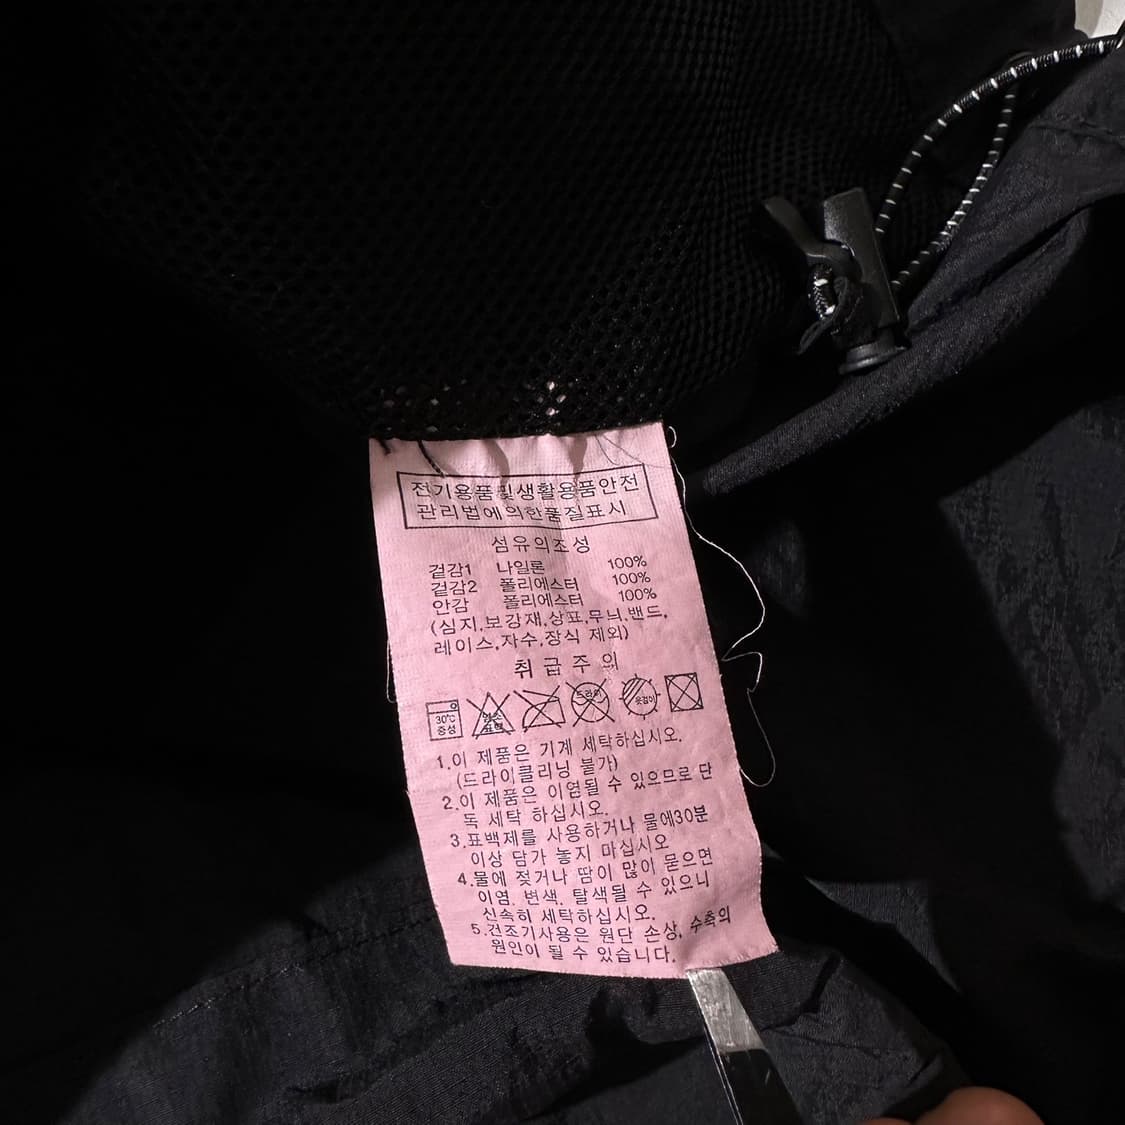 전기용품및생활용품안전
관리법에의한품질표시
섬유의조성
겉감1 나일론 100%
겉감2 폴리에스터 100%
안감 폴리에스터 100%
(심지,보강재,상표,무늬,밴드,
레이스,자수,장식 제외)
취급주의
30℃ 중성 염소 표백 드라이 옷걸이
1.이 제품은 기계 세탁하십시오.
(드라이클리닝 불가)
2.이 제품은 이염될 수 있으므로 단
독 세탁 하십시오.
3.표백제를 사용하거나 물에30분
이상 담가 놓지 마십시오
4.물에 젖거나 땀이 많이 묻으면
이염. 변색. 탈색될 수 있으니
신속히 세탁하십시오.
5.건조기사용은 원단 손상, 수축의
원인이 될 수 있습니다.